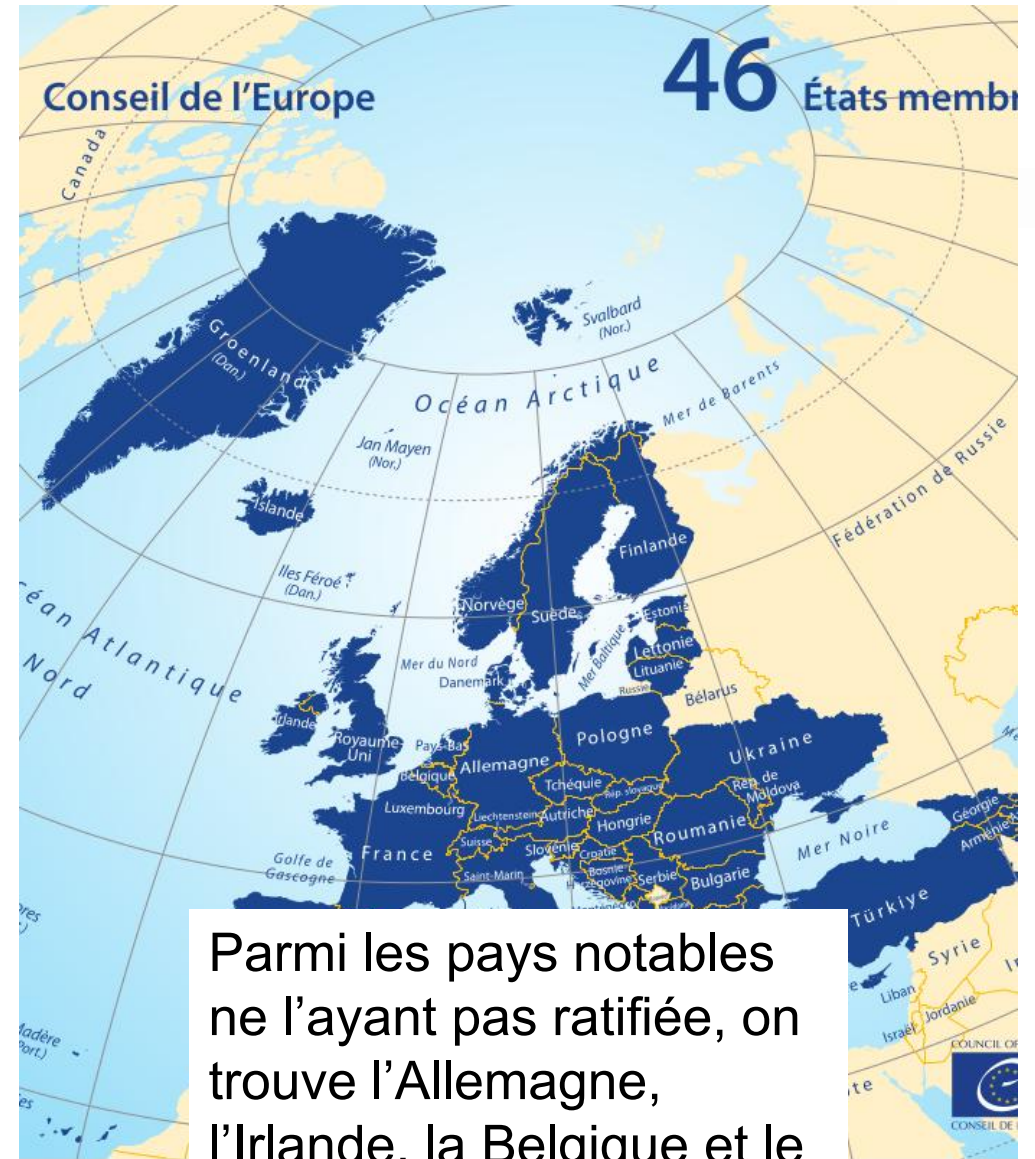 Conseil de l'Europe
46 États membr
Canada
Groenland
(Dan.)
Svalbard
(Nor.)
Océan Arctique
Mer de Barents
Jan Mayen
(Nor.)
Islande
Fédération de Russie
Iles Féroé
(Dan.)
Finlande
Norvège
Suède
Estonie
Lettonie
Lituanie
Mer Baltique
Russie
Bélarus
éan Atlantique
Nord
Mer du Nord
Danemark
Irlande
Royaume-
Uni
Pays-Bas
Belgique
Allemagne
Pologne
Ukraine
Tchéquie
Rép. slovaque
Rép. de
Moldova
Luxembourg
Liechtenstein
Autriche
Hongrie
Roumanie
Suisse
Slovénie
Croatie
Golfe de
Gascogne
France
Saint-Marin
Bosnie-
Herzégovine
Serbie
Bulgarie
Mer Noire
Géorgie
Arménie
Türkiye
Syrie
Liban
Israël
Jordanie
Madère
Port.)
Parmi les pays notables
ne l'ayant pas ratifiée, on
trouve l'Allemagne,
l'Irlande, la Belgique et le
COUNCIL OF
CONSEIL DE